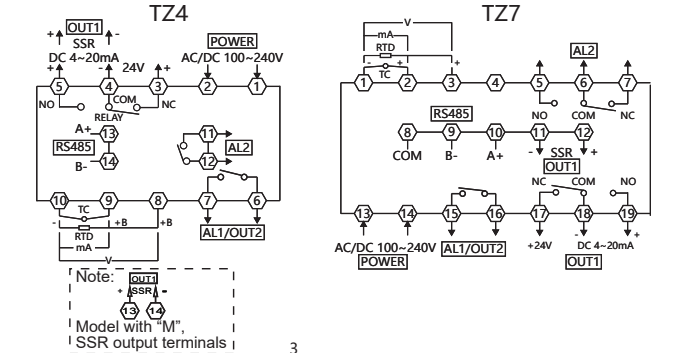 TZ4
OUT1
+ -
SSR
DC 4~20mA
+ - 24V +
POWER
AC/DC 100~240V
5 4 3 2 1
NO COM NC
RELAY
A+ 13
RS485
B- 14
11
12
AL2
10 9 8 7 6
TC
- +B +B
RTD
mA
V
AL1/OUT2
Note: OUT1
+ SSR -
13 14
Model with "M",
SSR output terminals
TZ7
V
mA
RTD
- + +
TC
AL2
1 2 3 4 5 6 7
NO COM NC
RS485
8 9 10 11 12
COM B- A+
- SSR +
OUT1
NC COM NO
13 14 15 16 17 18 19
AC/DC 100~240V
POWER
AL1/OUT2
+24V
- +
DC 4~20mA
OUT1
3